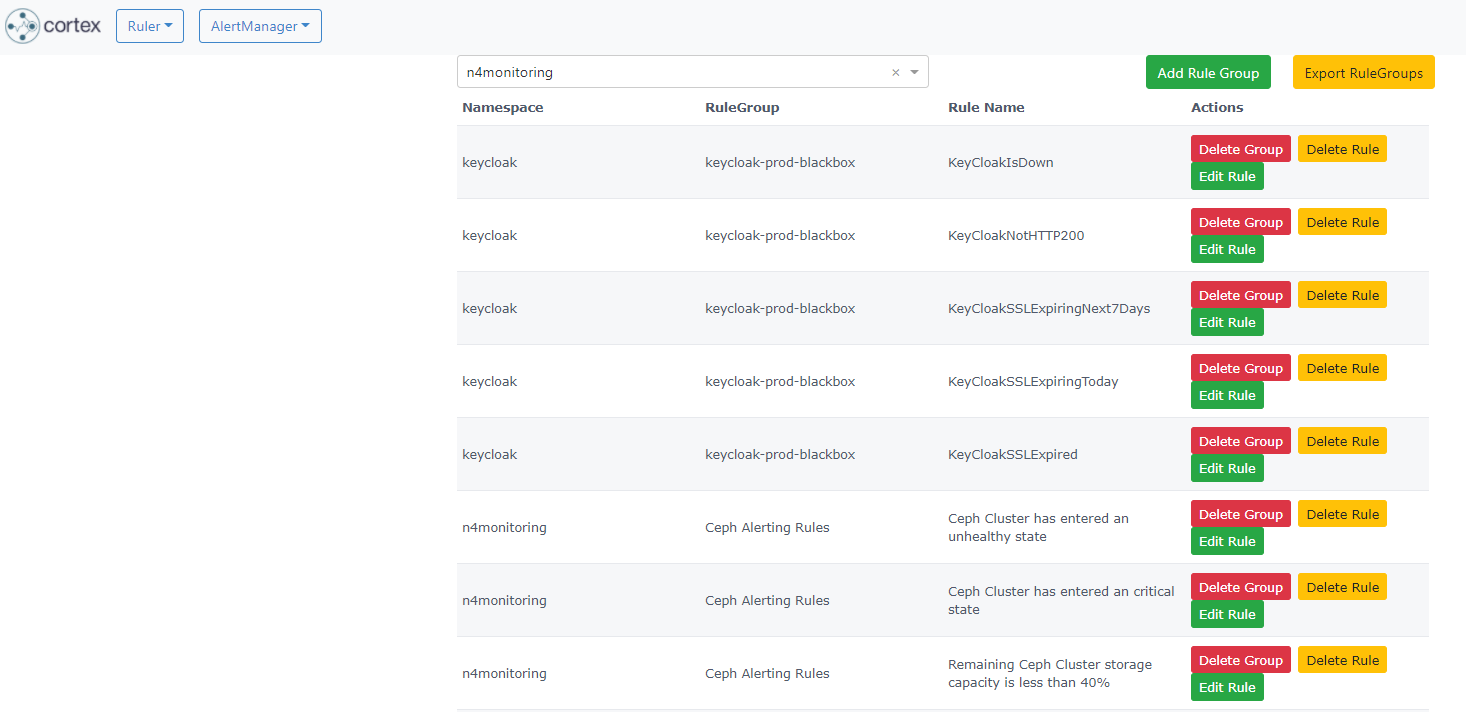 cortex Ruler AlertManager
n4monitoring × Add Rule Group Export RuleGroups
Namespace RuleGroup Rule Name Actions
keycloak keycloak-prod-blackbox KeyCloakIsDown Delete Group Delete Rule
Edit Rule
keycloak keycloak-prod-blackbox KeyCloakNotHTTP200 Delete Group Delete Rule
Edit Rule
keycloak keycloak-prod-blackbox KeyCloakSSLExpiringNext7Days Delete Group Delete Rule
Edit Rule
keycloak keycloak-prod-blackbox KeyCloakSSLExpiringToday Delete Group Delete Rule
Edit Rule
keycloak keycloak-prod-blackbox KeyCloakSSLExpired Delete Group Delete Rule
Edit Rule
n4monitoring Ceph Alerting Rules Ceph Cluster has entered an Delete Group Delete Rule
unhealthy state Edit Rule
n4monitoring Ceph Alerting Rules Ceph Cluster has entered an critical Delete Group Delete Rule
state Edit Rule
n4monitoring Ceph Alerting Rules Remaining Ceph Cluster storage Delete Group Delete Rule
capacity is less than 40% Edit Rule